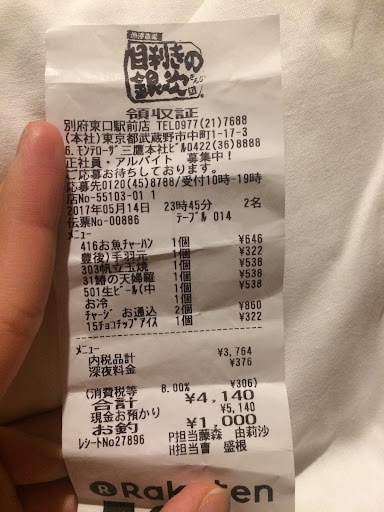 漁港直営
目利きの
銀次
ぎんじ
領収証
別府東口駅前店 TEL0977(21)7688
(本社)東京都武蔵野市中町1-17-3
6. モンテローザ三鷹本社ビル0422(36)8888
正社員・アルバイト 募集中!
ご応募お待ちしております。
応募先0120(45)8788/受付10時-19時
店No-55103-01 1
2017年05月14日 23時45分 2名
伝票No-00886 テーブル 014
メニュー
416お魚チャーハン 1個 ¥646
豊後)手羽元 1個 ¥322
303帆立玉焼 1個 ¥538
31鱚の天婦羅 1個 ¥538
501生ビール(中 1個 ¥538
お冷 1個
チャージ お通込 2個 ¥860
15チョコチップアイス 1個 ¥322
メニュー
内税品計 ¥3,764
深夜料金 ¥376
(消費税等 8.00% ¥306)
合計 ¥4,140
現金お預かり ¥5,140
お釣 ¥1,000
レシートNo27896 P担当藤森 由莉沙
H担当曺 盛根
R Rakuten